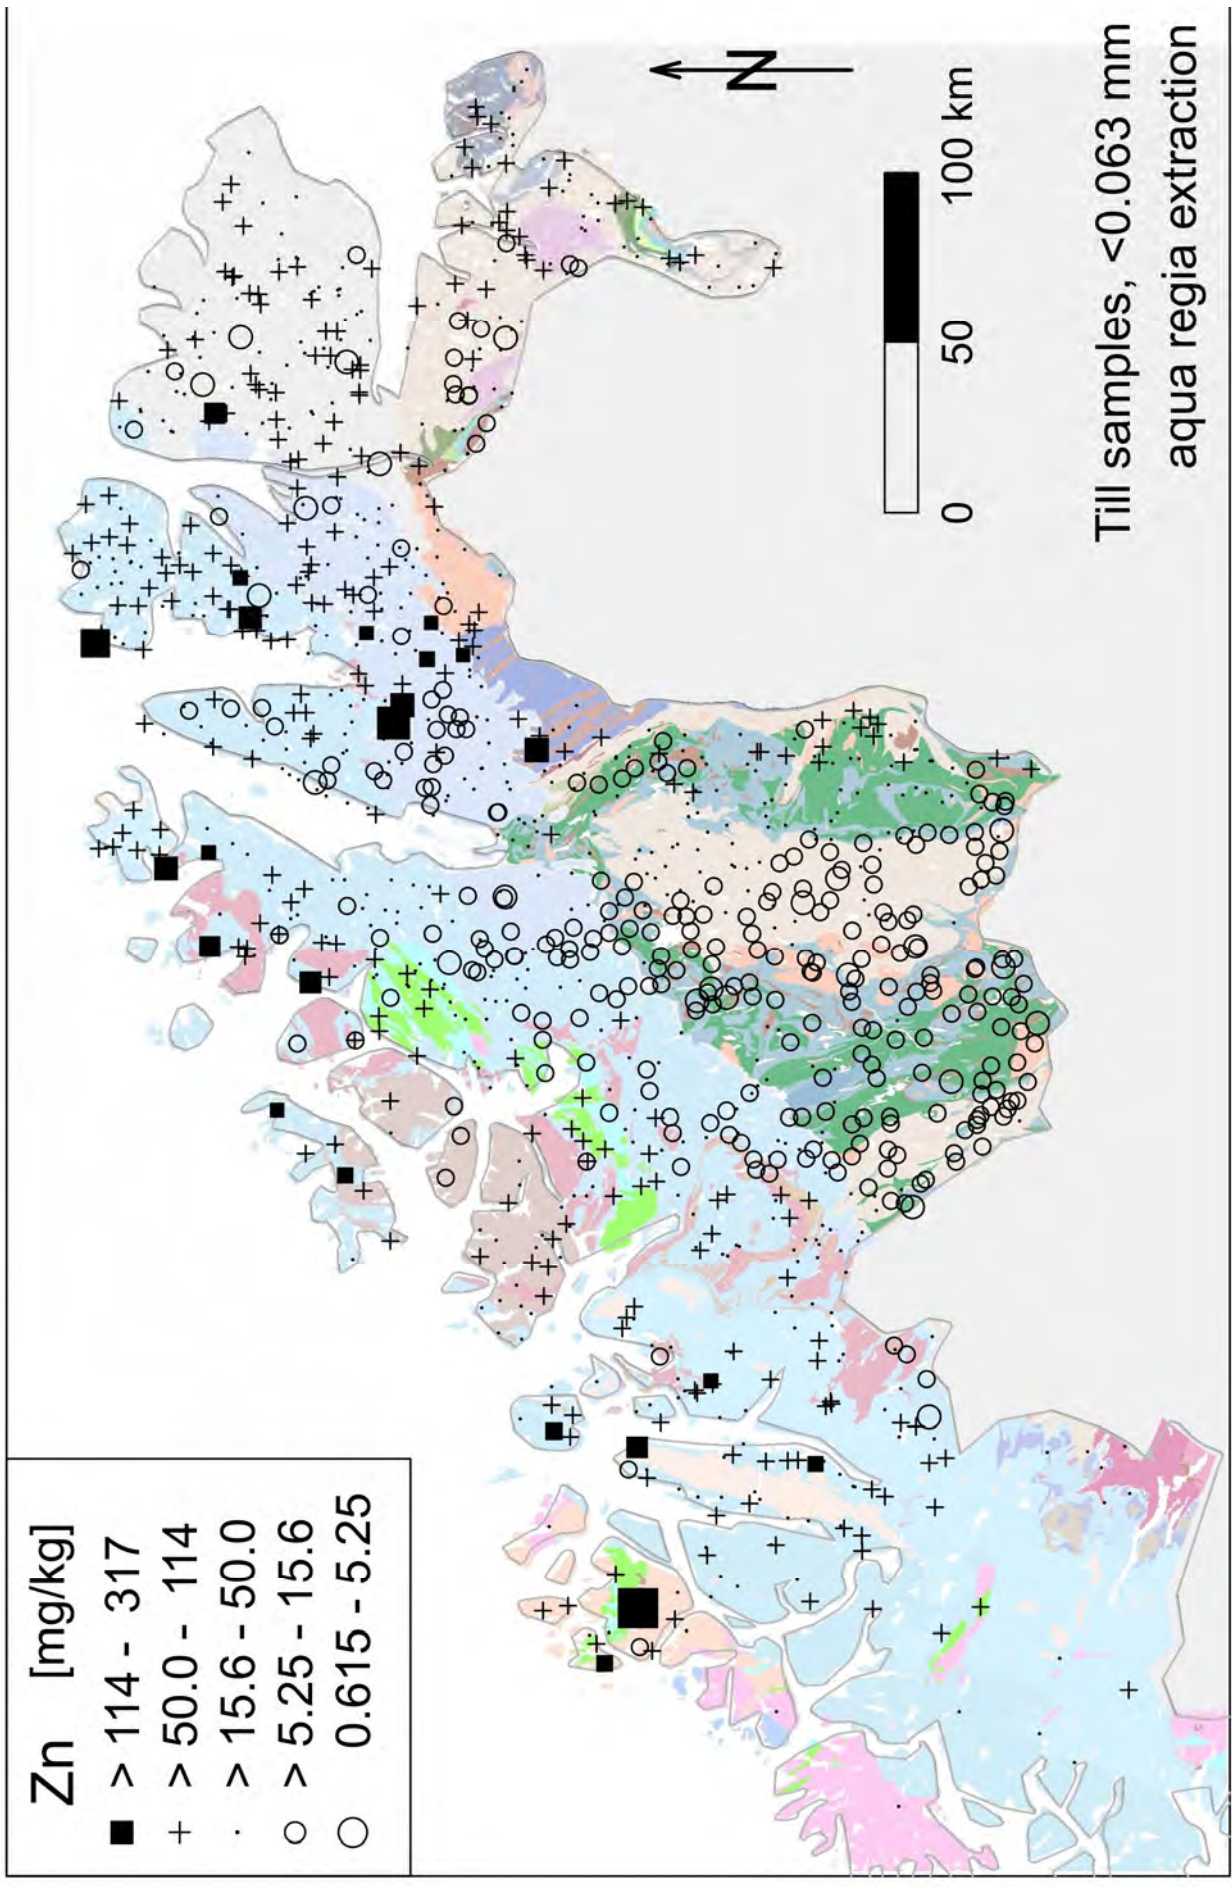 Zn [mg/kg]
> 114 - 317
> 50.0 - 114
> 15.6 - 50.0
> 5.25 - 15.6
0.615 - 5.25
N
0 50 100 km
Till samples, <0.063 mm
aqua regia extraction